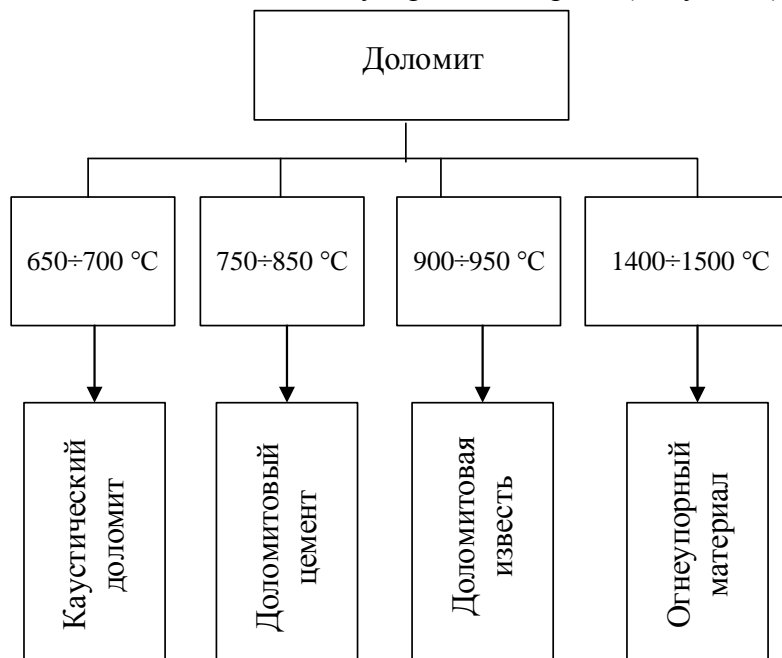 Доломит
650÷700 °С
750÷850 °С
900÷950 °С
1400÷1500 °С
Каустический
доломит
Доломитовый
цемент
Доломитовая
известь
Огнеупорный
материал